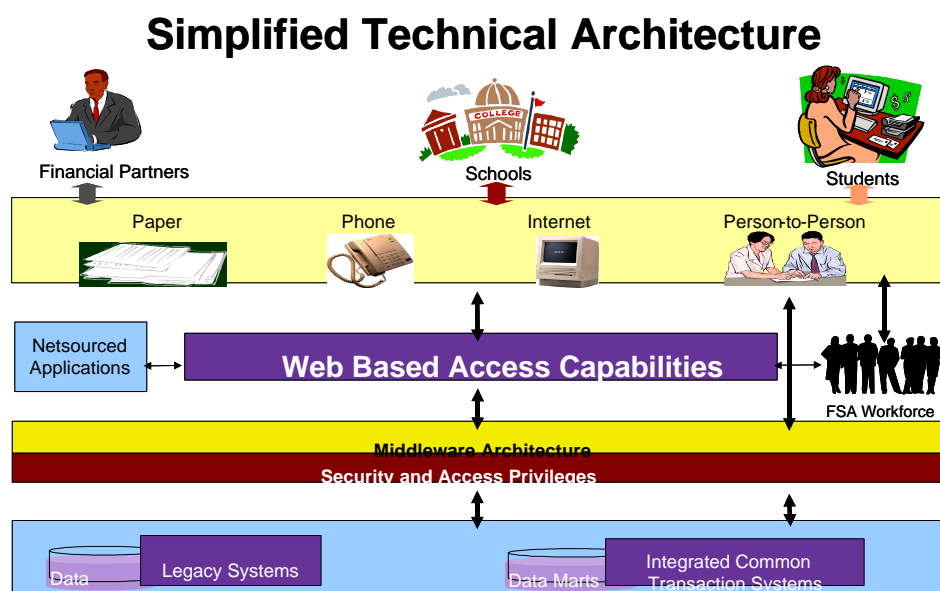 Simplified Technical Architecture
COLLEGE
Financial Partners
Schools
Students
Paper
Phone
Internet
Person-to-Person
Netsourced
Applications
Web Based Access Capabilities
FSA Workforce
Middleware Architecture
Security and Access Privileges
Data
Legacy Systems
Data Marts
Integrated Common
Transaction Systems